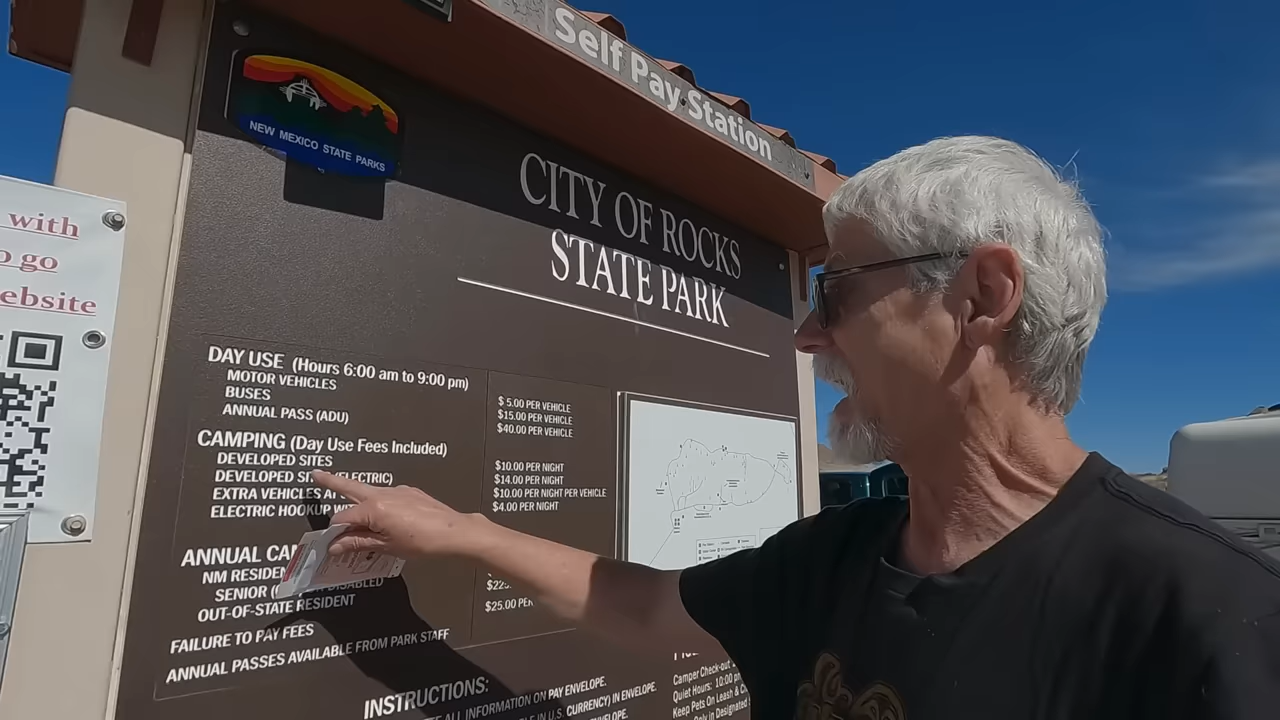 Self Pay Station
NEW MEXICO STATE PARKS
CITY OF ROCKS
STATE PARK
with
o go
ebsite
DAY USE (Hours 6:00 am to 9:00 pm)
MOTOR VEHICLES $ 5.00 PER VEHICLE
BUSES $15.00 PER VEHICLE
ANNUAL PASS (ADU) $40.00 PER VEHICLE
CAMPING (Day Use Fees Included)
DEVELOPED SITES $10.00 PER NIGHT
DEVELOPED SI (ELECTRIC) $14.00 PER NIGHT
EXTRA VEHICLES $10.00 PER NIGHT PER VEHICLE
ELECTRIC HOOKUP $4.00 PER NIGHT
ANNUAL CA
NM RESIDE
SENIOR DISABLED $225
OUT-OF-STATE RESIDENT $25.00 PER
FAILURE TO PAY FEES
ANNUAL PASSES AVAILABLE FROM PARK STAFF
INSTRUCTIONS:
ALL INFORMATION ON PAY ENVELOPE.
IN U.S. CURRENCY) IN ENVELOPE.
ENVELOPE.
Camper Check-out
Quiet Hours: 10:00 p
Keep Pets On Leash & C
Only in Designated